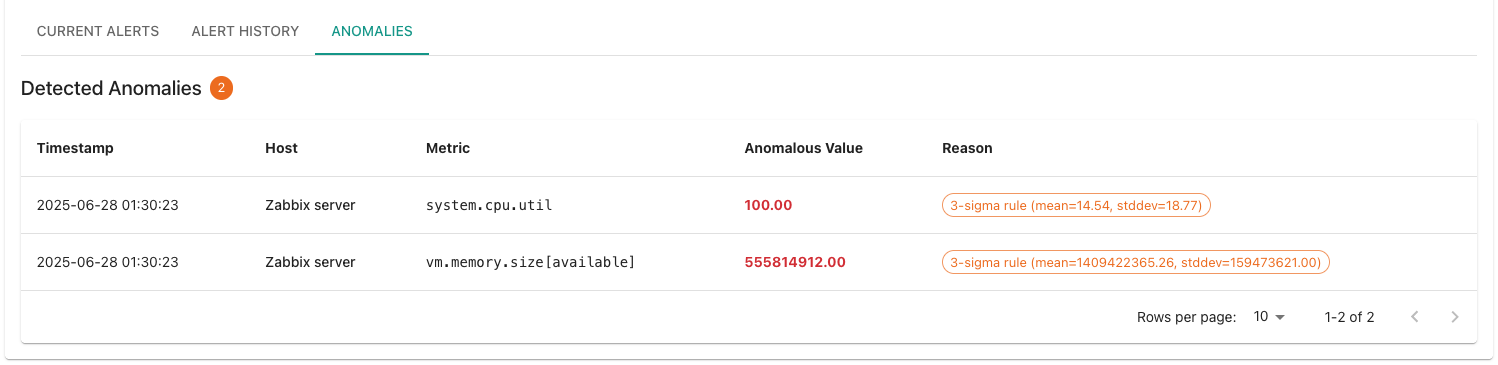 CURRENT ALERTS ALERT HISTORY ANOMALIES
Detected Anomalies 2
Timestamp Host Metric Anomalous Value Reason
2025-06-28 01:30:23 Zabbix server system.cpu.util 100.00 3-sigma rule (mean=14.54, stddev=18.77)
2025-06-28 01:30:23 Zabbix server vm.memory.size[available] 555814912.00 3-sigma rule (mean=1409422365.26, stddev=159473621.00)
Rows per page: 10 1-2 of 2